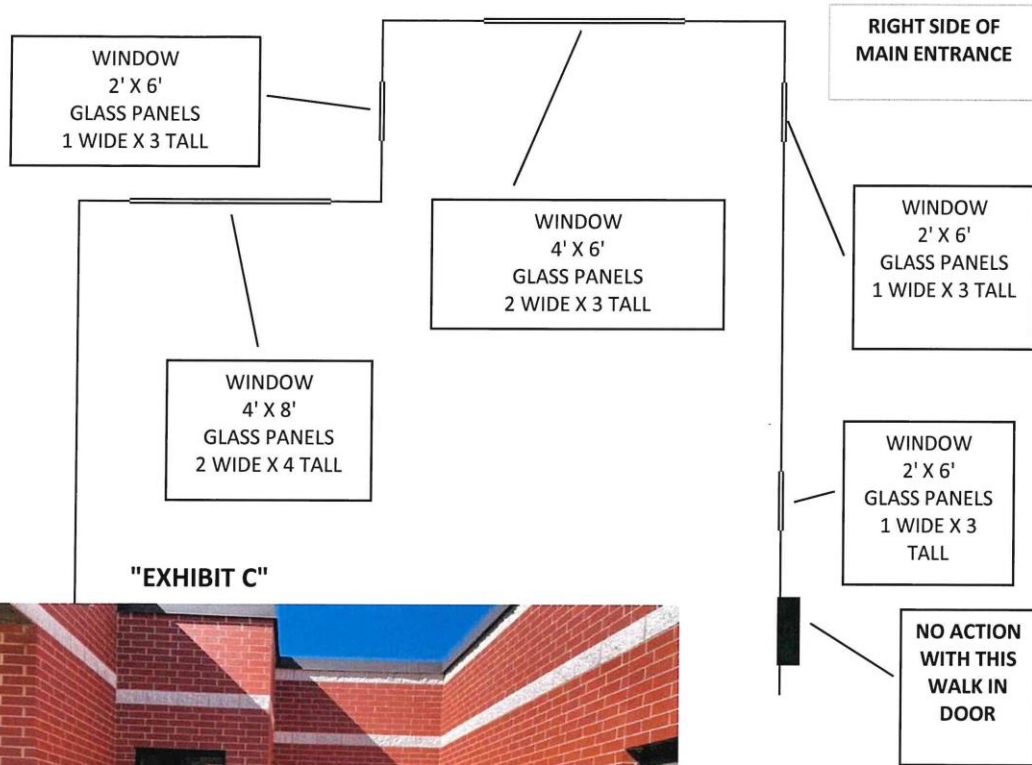 RIGHT SIDE OF
MAIN ENTRANCE
WINDOW
2' X 6'
GLASS PANELS
1 WIDE X 3 TALL
WINDOW
4' X 6'
GLASS PANELS
2 WIDE X 3 TALL
WINDOW
2' X 6'
GLASS PANELS
1 WIDE X 3 TALL
WINDOW
4' X 8'
GLASS PANELS
2 WIDE X 4 TALL
WINDOW
2' X 6'
GLASS PANELS
1 WIDE X 3
TALL
"EXHIBIT C"
NO ACTION
WITH THIS
WALK IN
DOOR